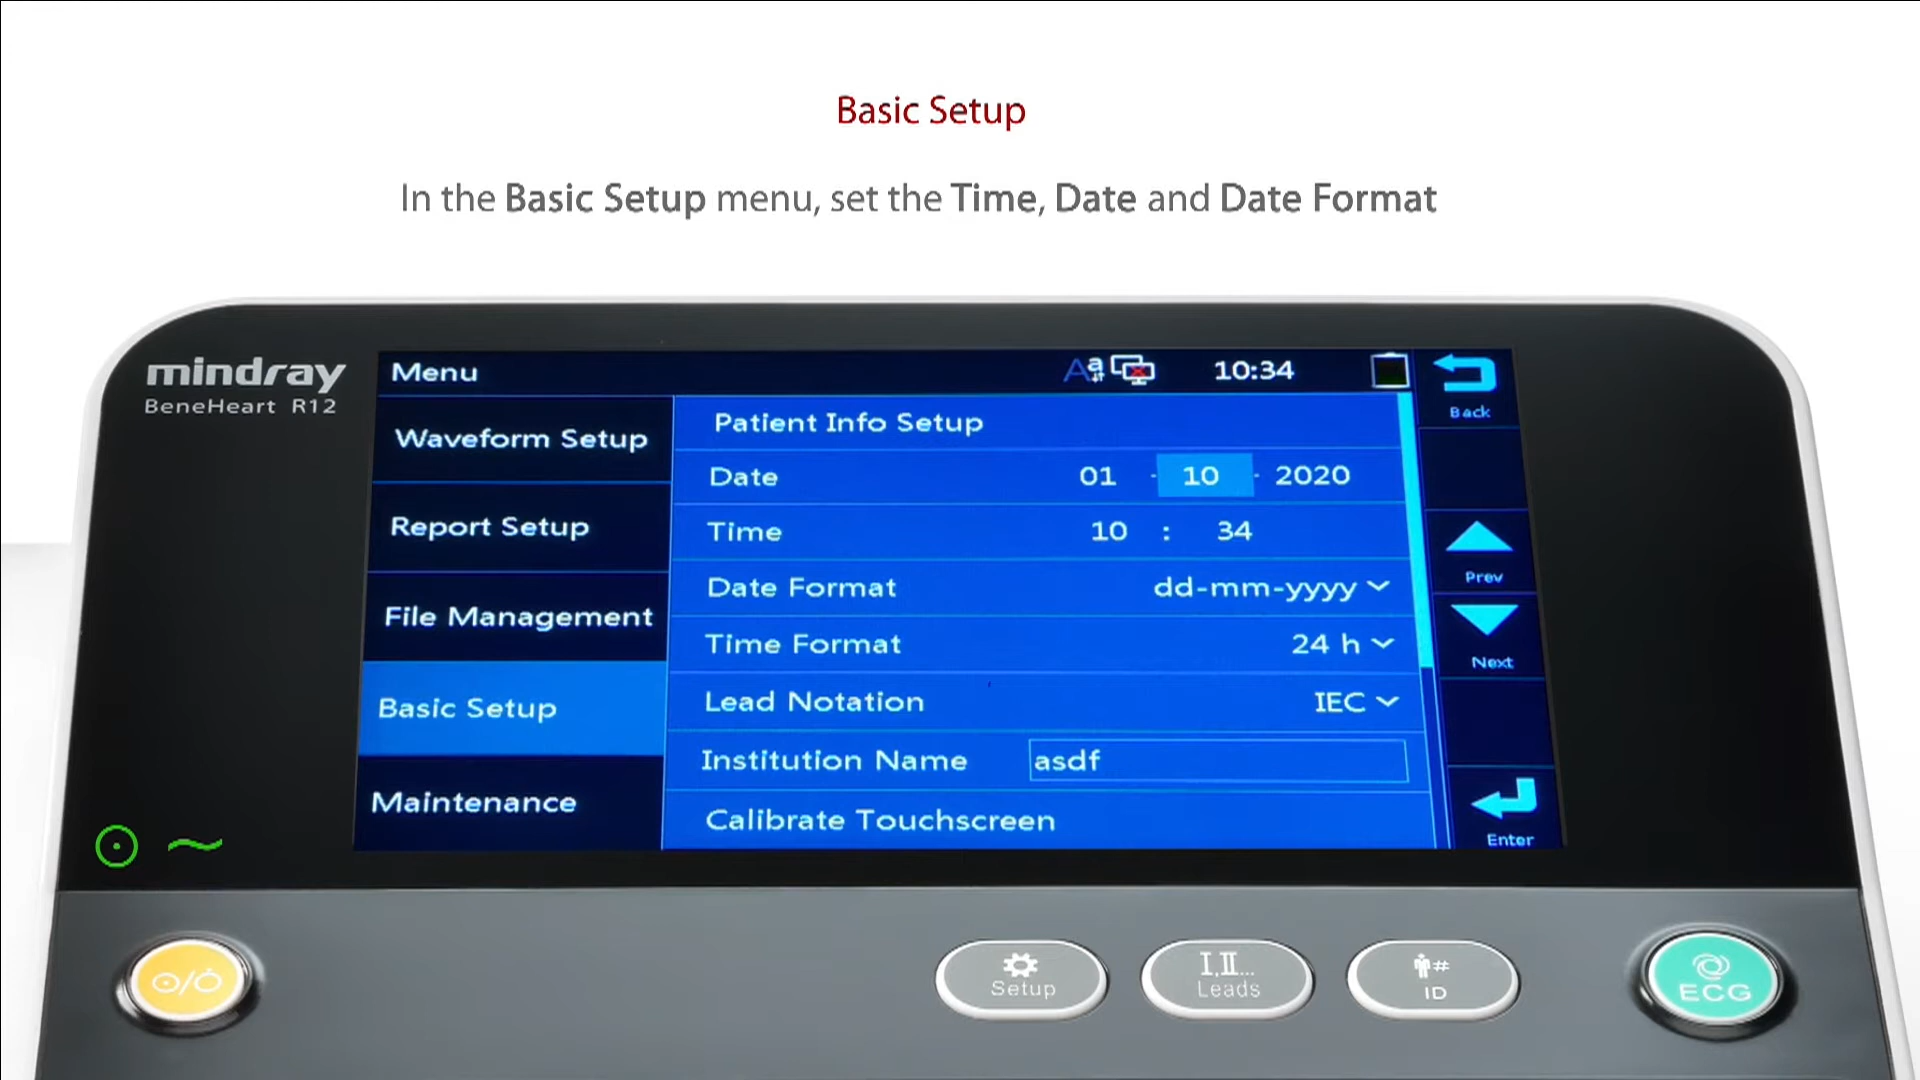 Basic Setup
In the Basic Setup menu, set the Time, Date and Date Format
mindray
BeneHeart R12
Menu
Aa
10:34
Back
Waveform Setup
Report Setup
File Management
Basic Setup
Maintenance
Patient Info Setup
Date 01 - 10 - 2020
Time 10 : 34
Date Format dd-mm-yyyy
Time Format 24 h
Lead Notation IEC
Institution Name asdf
Calibrate Touchscreen
Prev
Next
Enter
Setup
I,II...
Leads
#
ID
ECG